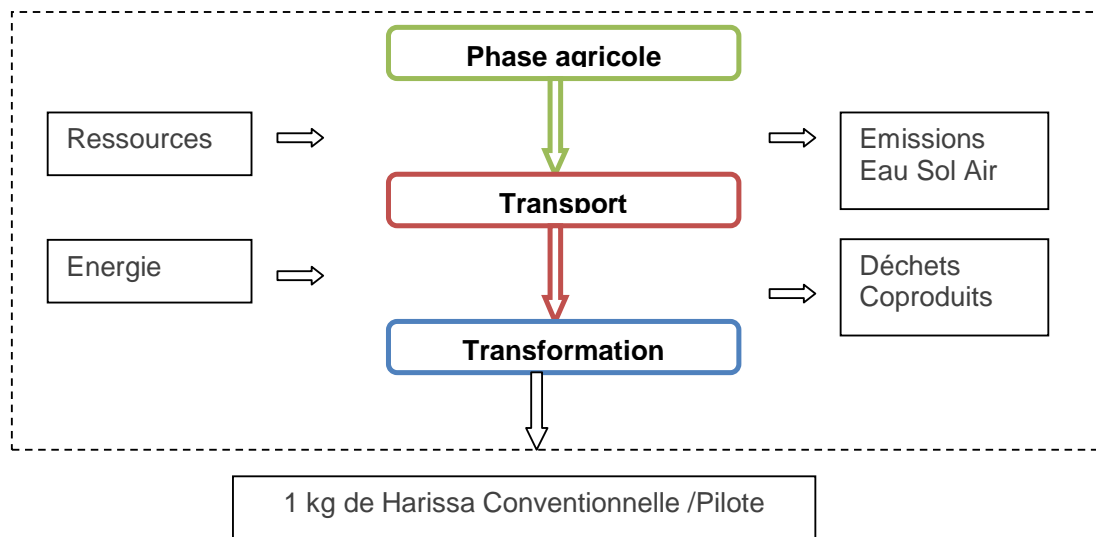 Phase agricole
Ressources
Emissions
Eau Sol Air
Transport
Energie
Déchets
Coproduits
Transformation
1 kg de Harissa Conventionnelle /Pilote